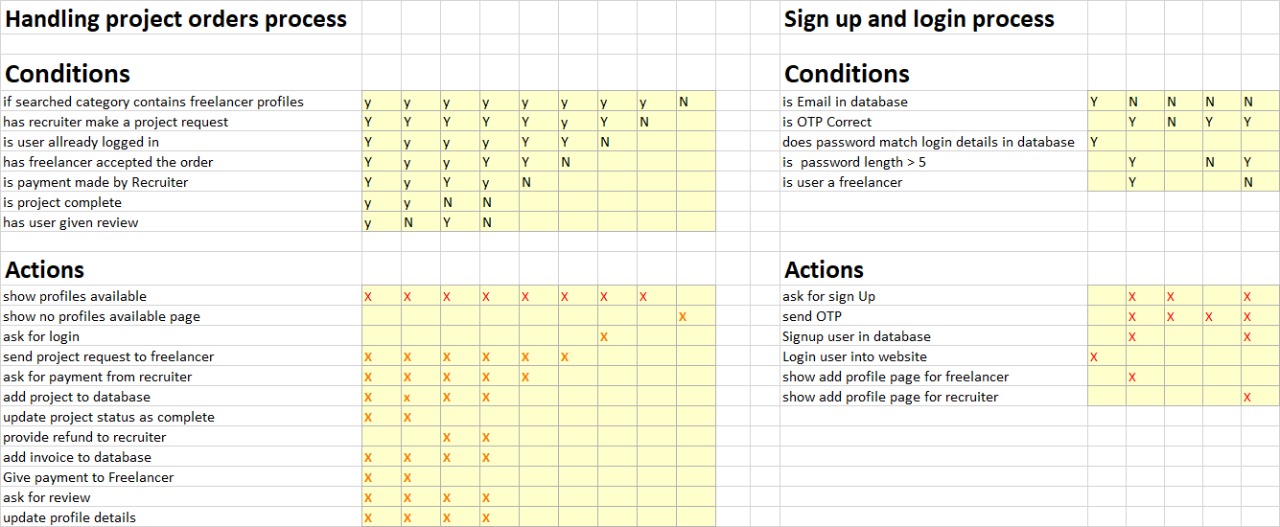 Handling project orders process
Conditions
if searched category contains freelancer profiles y y y y y y y y N
has recruiter make a project request Y Y Y Y Y y Y N
is user allready logged in Y y y y Y Y N
has freelancer accepted the order Y y y Y Y N
is payment made by Recruiter Y y Y y N
is project complete y y N N
has user given review y N Y N
Actions
show profiles available X X X X X X X X
show no profiles available page X
ask for login X
send project request to freelancer X X X X X X
ask for payment from recruiter X X X X X
add project to database X x X X
update project status as complete X X
provide refund to recruiter X X
add invoice to database X X X X
Give payment to Freelancer X X
ask for review X X X X
update profile details X X X X
Sign up and login process
Conditions
is Email in database Y N N N N
is OTP Correct Y N Y Y
does password match login details in database Y
is password length > 5 Y N Y
is user a freelancer Y N
Actions
ask for sign Up X X X
send OTP X X X X
Signup user in database X X
Login user into website X
show add profile page for freelancer X
show add profile page for recruiter X